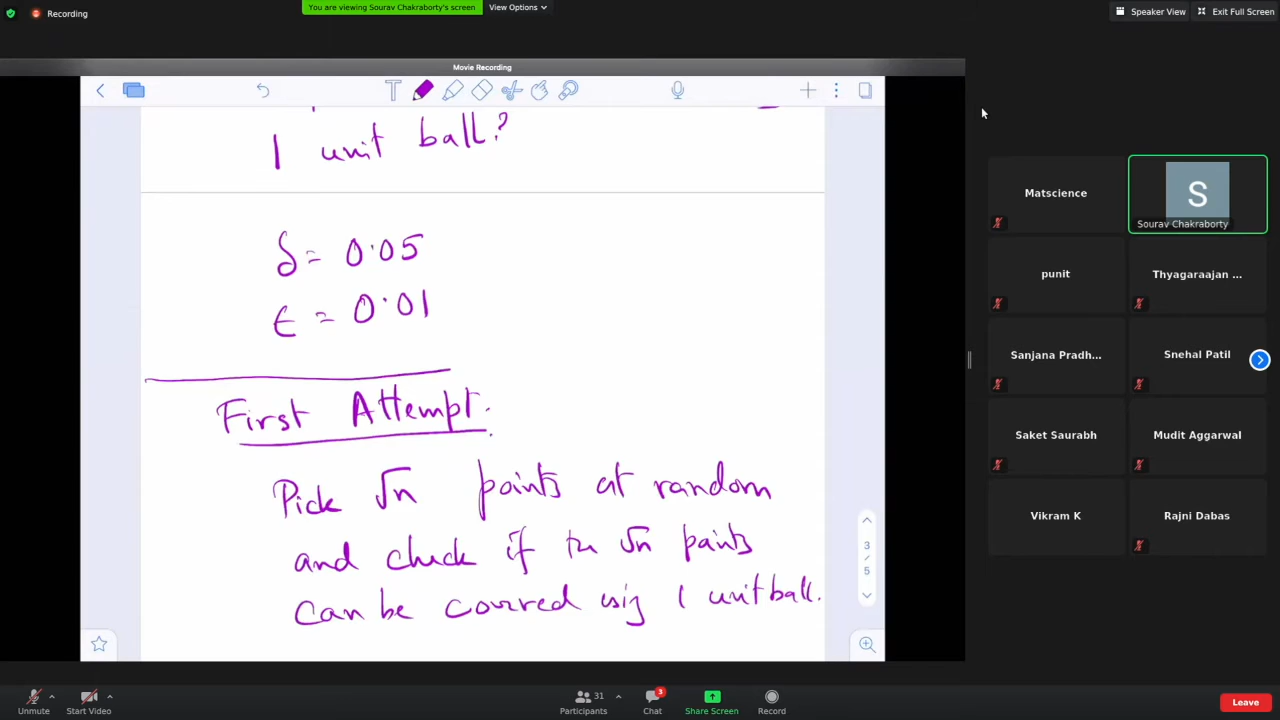 Recording
You are viewing Sourav Chakraborty's screen
View Options
Speaker View
Exit Full Screen
Movie Recording
1 unit ball?
δ = 0.05
ε = 0.01
First Attempt.
Pick √n points at random
and check if the √n points
can be covered using 1 unit ball.
3
/
5
Matscience
S
Sourav Chakraborty
punit
Thyagaraajan ...
Sanjana Pradh...
Snehal Patil
Saket Saurabh
Mudit Aggarwal
Vikram K
Rajni Dabas
Unmute
Start Video
31
Participants
3
Chat
Share Screen
Record
Leave